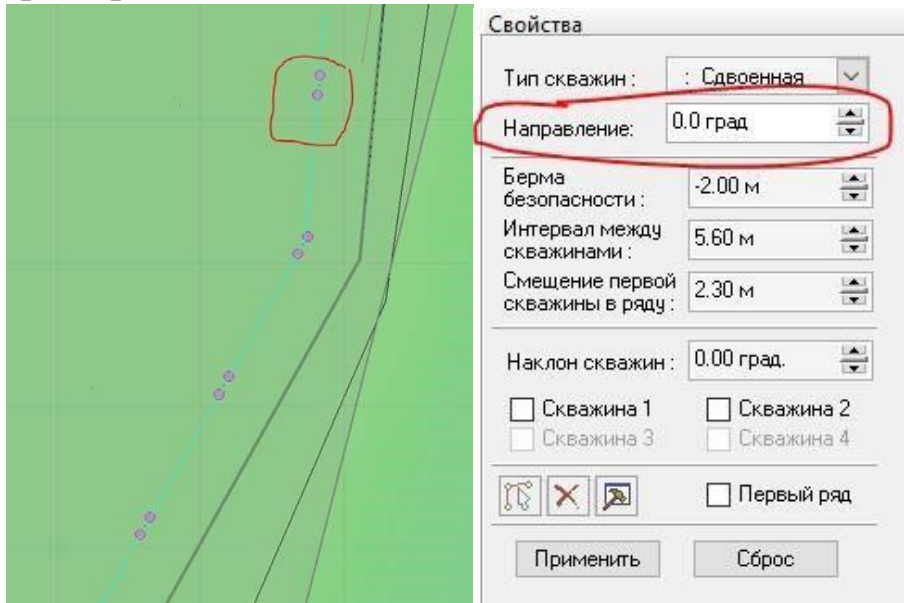 Свойства
Тип скважин : : Сдвоенная
Направление: 0.0 град
Берма
безопасности : -2.00 м
Интервал между
скважинами : 5.60 м
Смещение первой
скважины в ряду : 2.30 м
Наклон скважин : 0.00 град.
Скважина 1 Скважина 2
Скважина 3 Скважина 4
Первый ряд
Применить Сброс